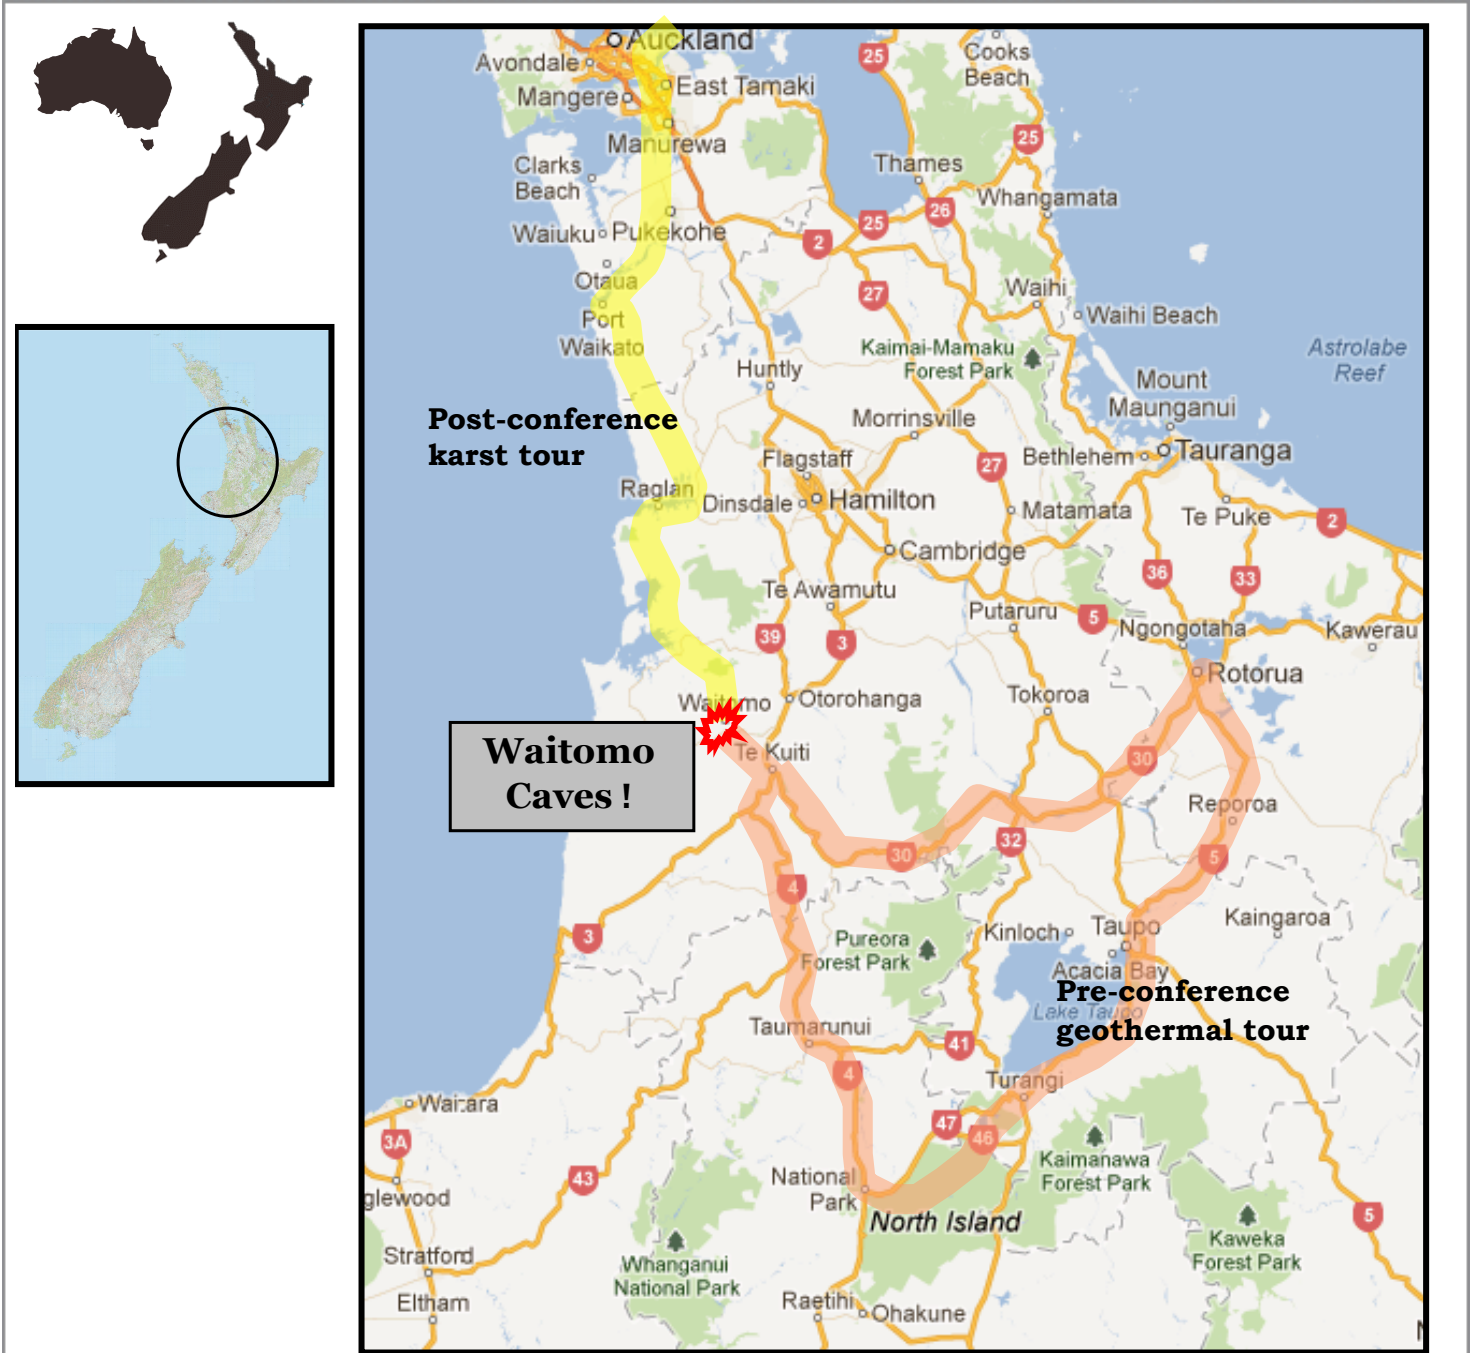 Auckland
Avondale
Mangere
East Tamaki
Manurewa
Clarks
Beach
Waiuku
Pukekohe
Otaua
Port
Waikato
25
Cooks
Beach
25
Thames
Whangamata
26
25
2
27
Waihi
Waihi Beach
Kaimai-Mamaku
Forest Park
Astrolabe
Reef
Huntly
Mount
Maunganui
Morrinsville
Post-conference
karst tour
Flagstaff
27
Bethlehem
Tauranga
Raglan
Dinsdale
Hamilton
Matamata
Te Puke
2
Cambridge
36
33
Te Awamutu
Putaruru
5
Ngongotaha
Kawerau
39
3
Rotorua
Waitomo
Otorohanga
Tokoroa
Waitomo
Caves !
Te Kuiti
30
Reporoa
30
32
5
4
3
Pureora
Forest Park
Kinloch
Taupo
Kaingaroa
Acacia Bay
Pre-conference
Lake Taupo
geothermal tour
Taumarunui
41
4
Turangi
Waitara
3A
47
46
43
National
Park
Kaimanawa
Forest Park
glewood
North Island
5
Kaweka
Forest Park
Stratford
Whanganui
National Park
Eltham
Raetihi
Ohakune